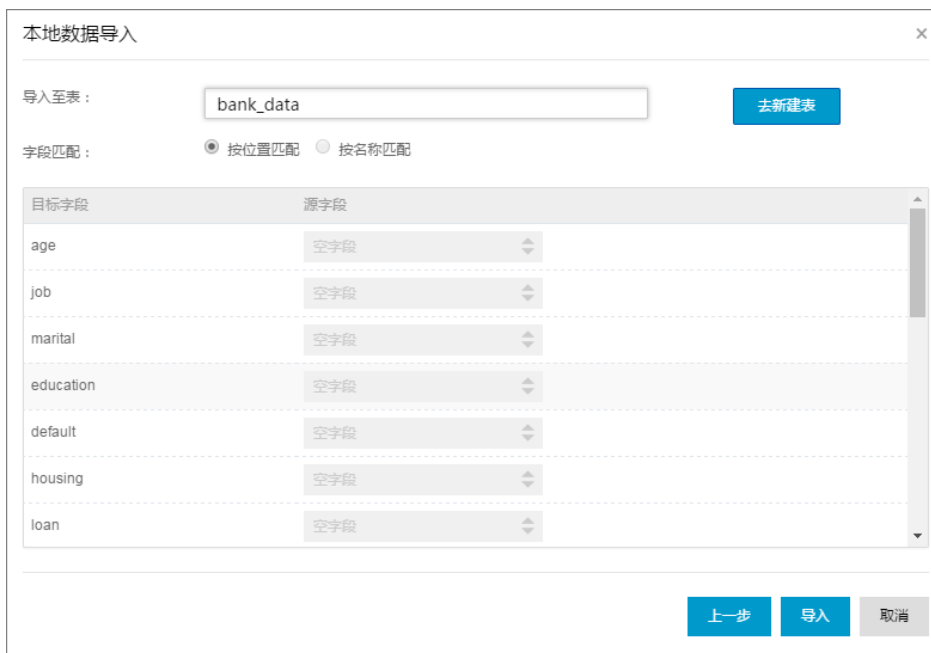 本地数据导入 ×
导入至表： bank_data 去新建表
字段匹配： 按位置匹配 按名称匹配
目标字段 源字段
age 空字段
job 空字段
marital 空字段
education 空字段
default 空字段
housing 空字段
loan 空字段
上一步 导入 取消